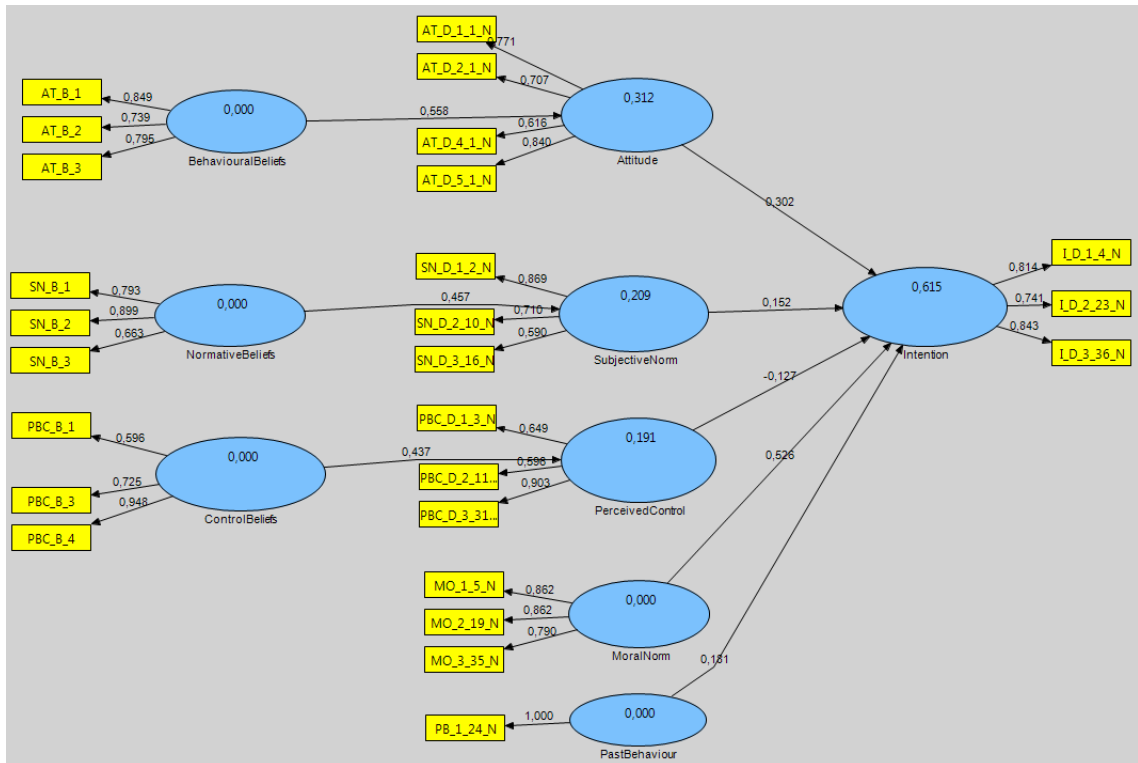 AT_D_1_1_N
0,771
AT_D_2_1_N
0,707
0,312
AT_B_1
0,849
0,000
AT_B_2
0,739
0,558
0,616
AT_B_3
0,795
AT_D_4_1_N
0,840
BehaviouralBeliefs
Attitude
AT_D_5_1_N
0,302
SN_D_1_2_N
0,869
I_D_1_4_N
0,814
SN_B_1
0,793
0,000
0,457
0,209
0,152
0,615
0,741
I_D_2_23_N
SN_B_2
0,899
SN_D_2_10_N
0,710
0,843
SN_B_3
0,663
SN_D_3_16_N
0,590
I_D_3_36_N
NormativeBeliefs
SubjectiveNorm
Intention
-0,127
PBC_D_1_3_N
0,649
PBC_B_1
0,596
0,000
0,437
0,191
0,526
PBC_D_2_11...
0,596
PBC_B_3
0,725
0,903
PBC_B_4
0,948
PBC_D_3_31...
ControlBeliefs
PerceivedControl
MO_1_5_N
0,862
0,000
MO_2_19_N
0,862
MO_3_35_N
0,790
MoralNorm
0,181
PB_1_24_N
1,000
0,000
PastBehaviour